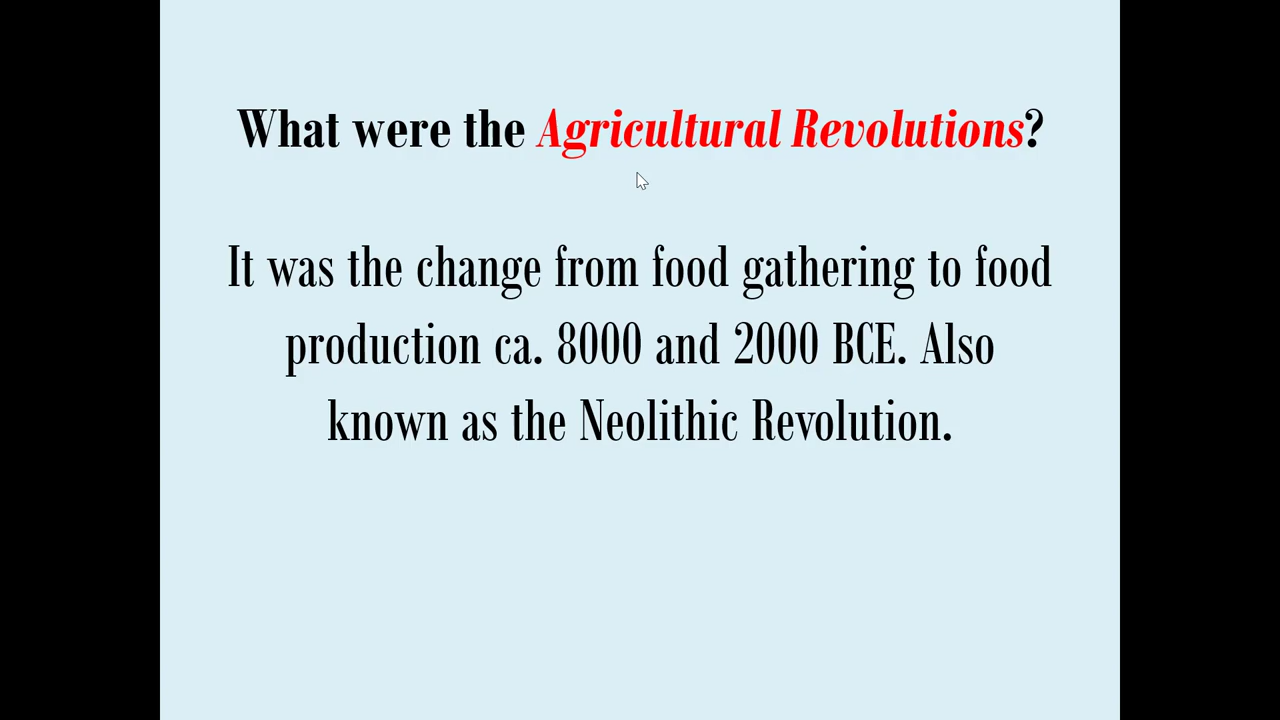 What were the Agricultural Revolutions?
It was the change from food gathering to food
production ca. 8000 and 2000 BCE. Also
known as the Neolithic Revolution.